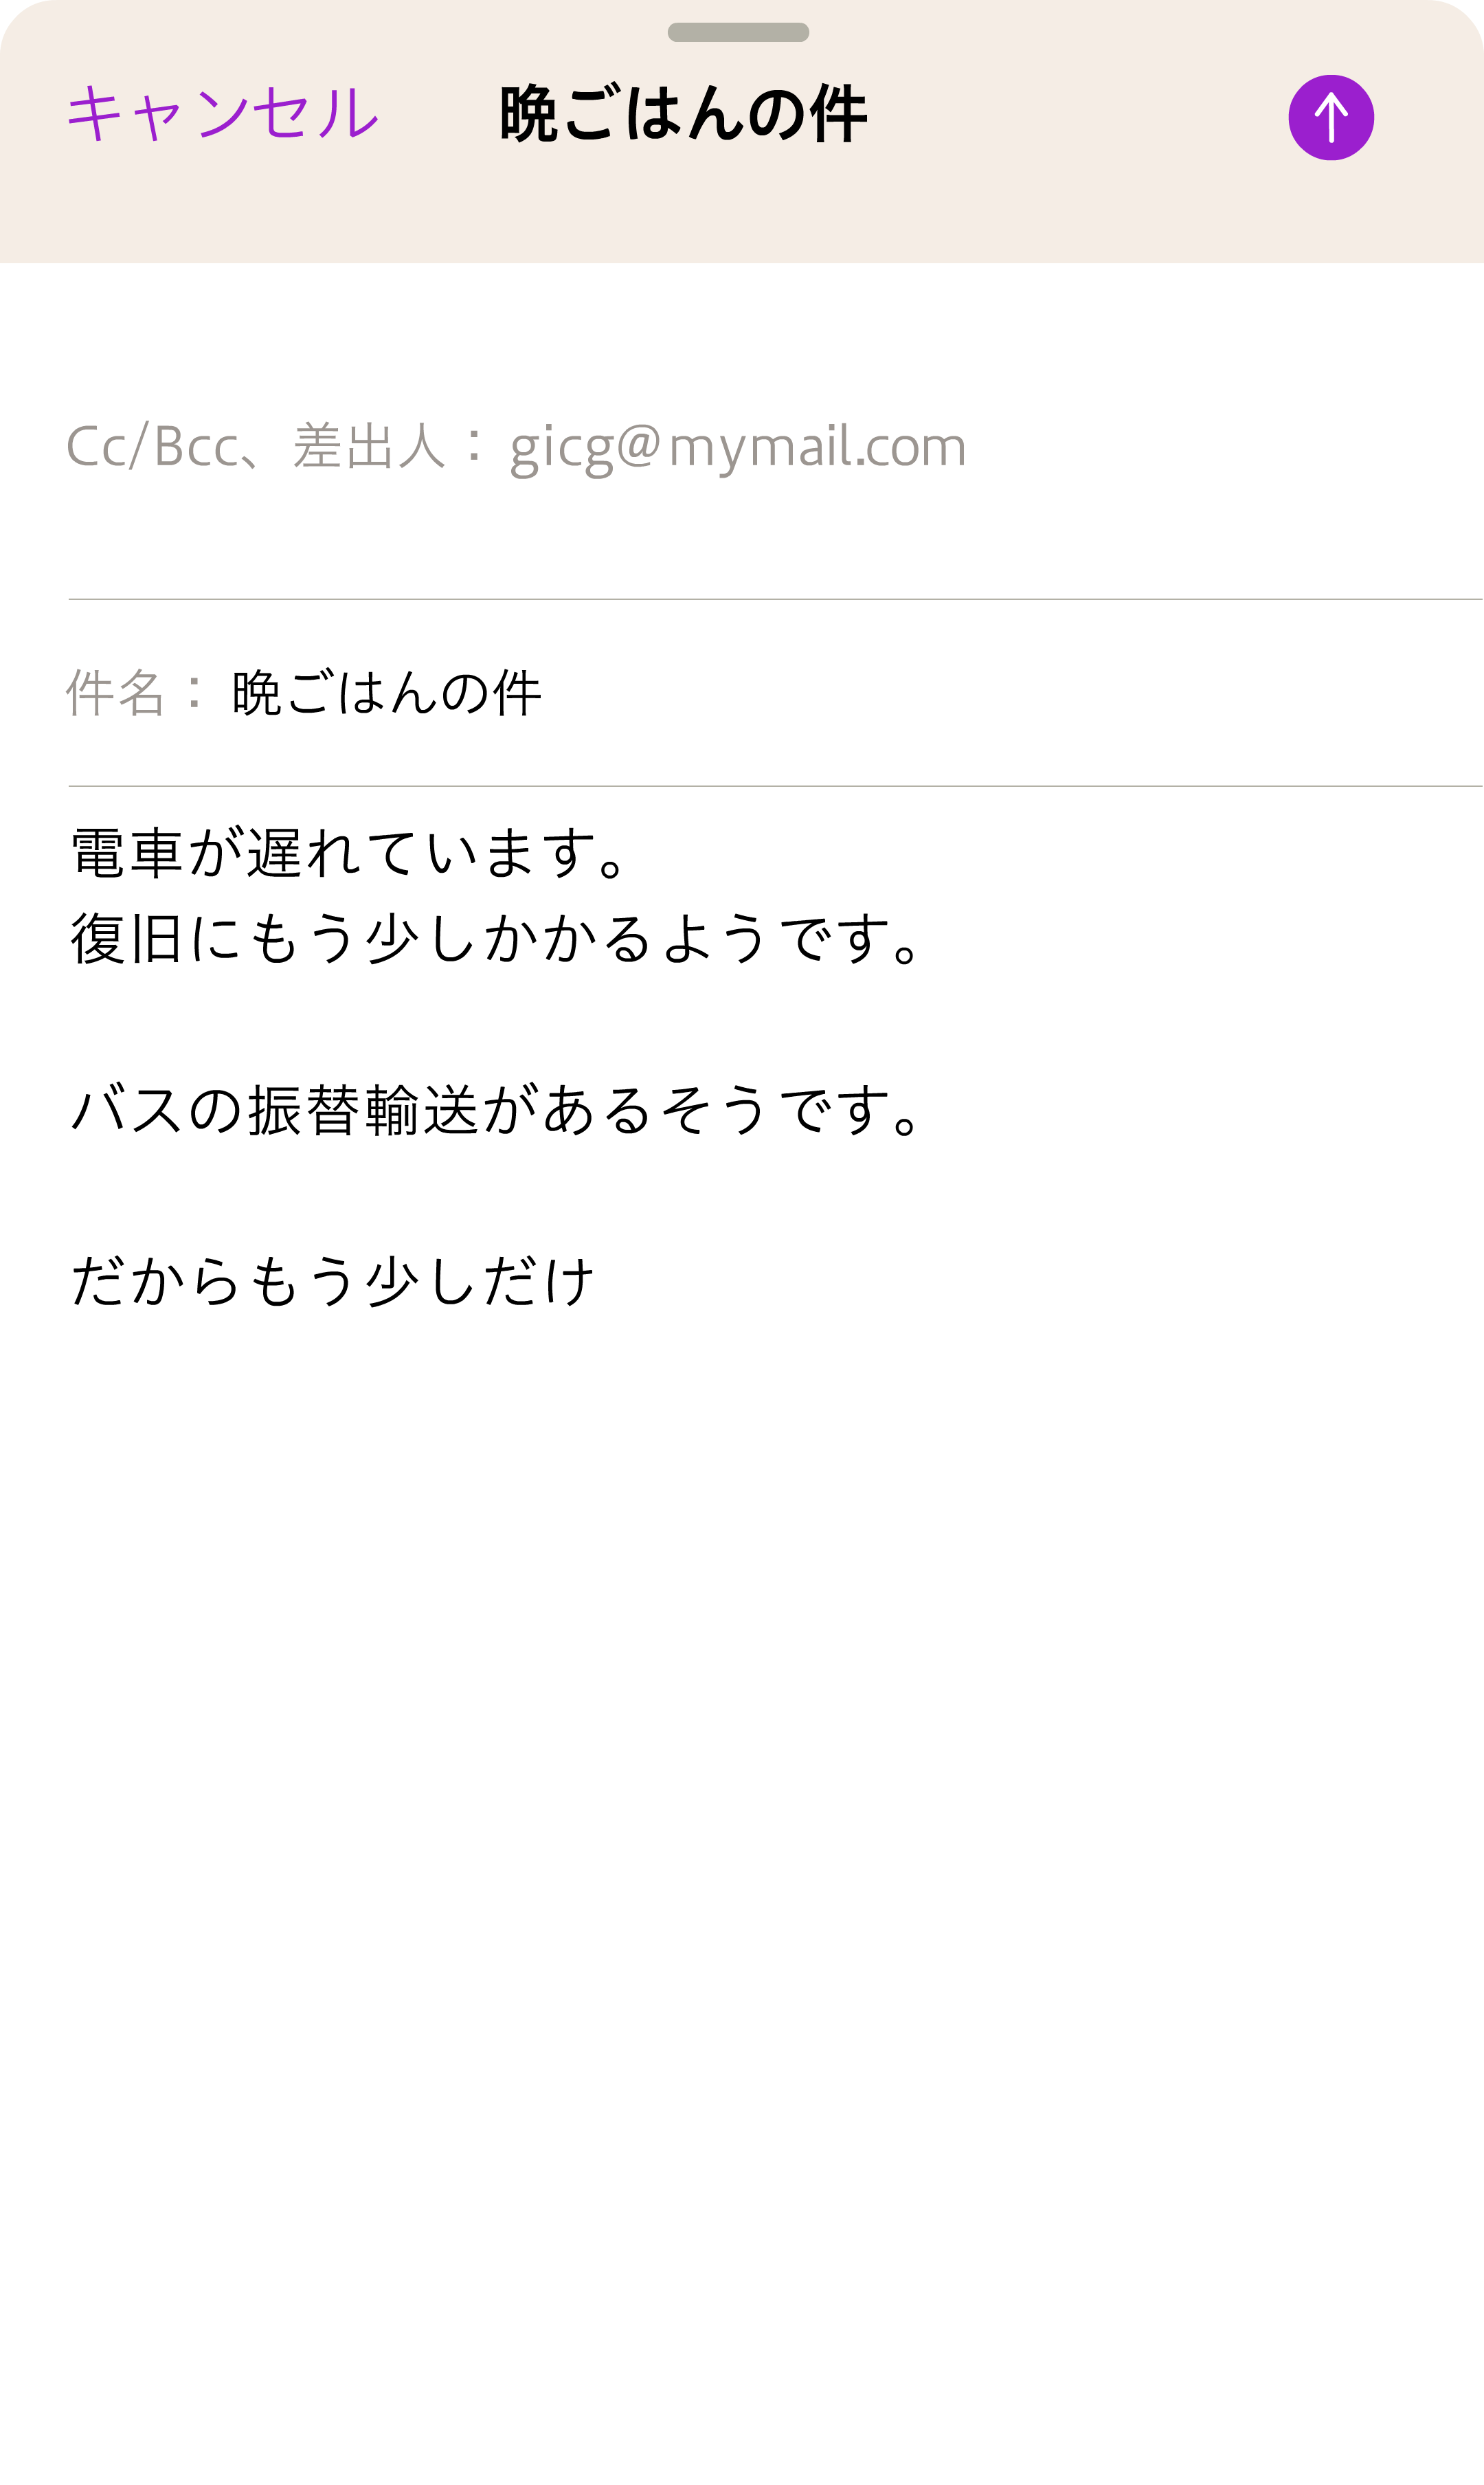 キャンセル 晩ごはんの件
Cc/Bcc、差出人：gicg@mymail.com
件名：晩ごはんの件
電車が遅れています。
復旧にもう少しかかるようです。
バスの振替輸送があるそうです。
だからもう少しだけ